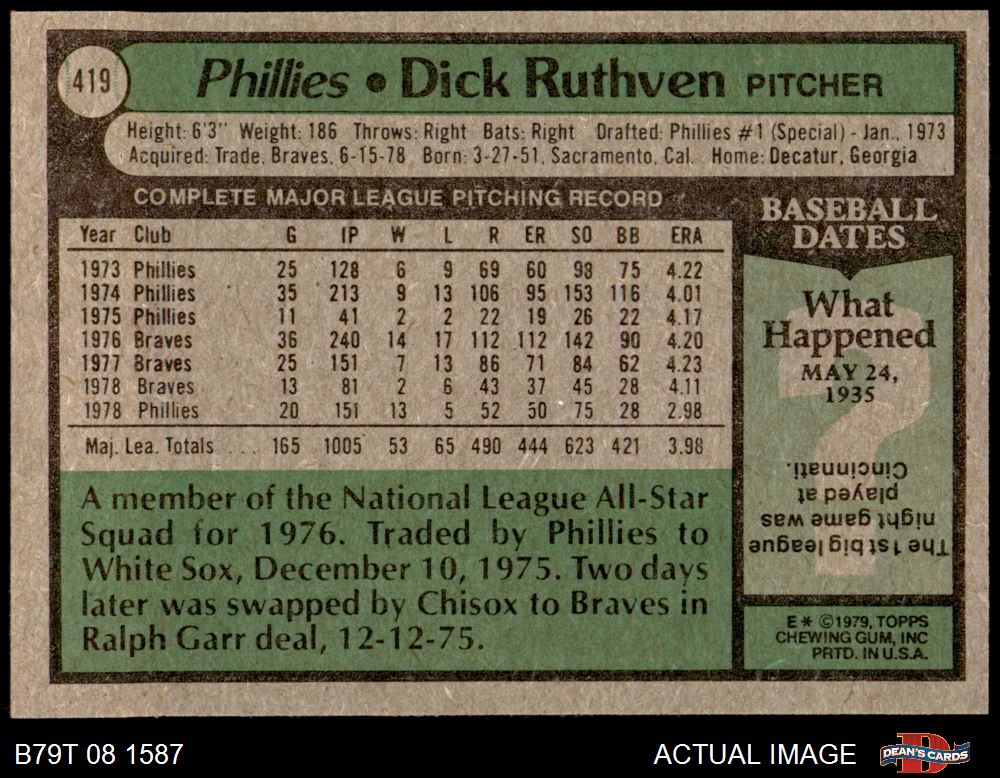 419
Phillies • Dick Ruthven PITCHER
Height: 6'3" Weight: 186 Throws: Right Bats: Right Drafted: Phillies #1 (Special) - Jan., 1973
Acquired: Trade, Braves, 6-15-78 Born: 3-27-51, Sacramento, Cal. Home: Decatur, Georgia
COMPLETE MAJOR LEAGUE PITCHING RECORD
Year Club G IP W L R ER SO BB ERA
1973 Phillies 25 128 6 9 69 60 98 75 4.22
1974 Phillies 35 213 9 13 106 95 153 116 4.01
1975 Phillies 11 41 2 2 22 19 26 22 4.17
1976 Braves 36 240 14 17 112 112 142 90 4.20
1977 Braves 25 151 7 13 86 71 84 62 4.23
1978 Braves 13 81 2 6 43 37 45 28 4.11
1978 Phillies 20 151 13 5 52 50 75 28 2.98
Maj. Lea. Totals ... 165 1005 53 65 490 444 623 421 3.98
A member of the National League All-Star
Squad for 1976. Traded by Phillies to
White Sox, December 10, 1975. Two days
later was swapped by Chisox to Braves in
Ralph Garr deal, 12-12-75.
BASEBALL
DATES
What
Happened
MAY 24,
1935
?
The 1st big league
night game was
played at
Cincinnati.
E* ©1979, TOPPS
CHEWING GUM, INC
PRTD. IN U.S.A.
B79T 08 1587
ACTUAL IMAGE
D
DEAN'S CARDS